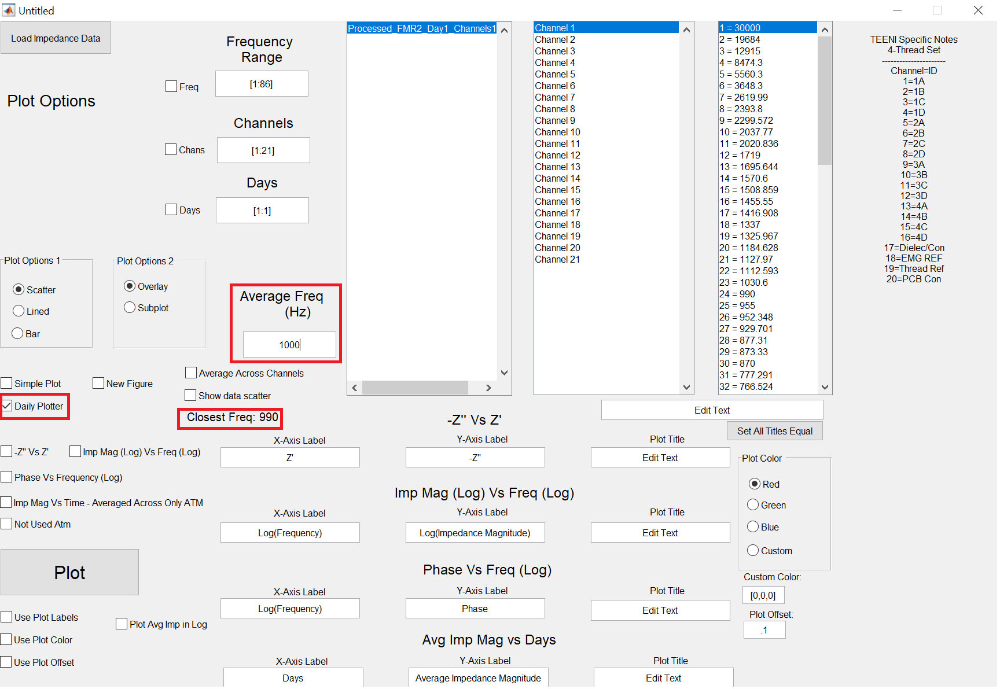 Untitled
Load Impedance Data
Plot Options
Frequency
Range
Freq
[1:86]
Channels
Chans
[1:21]
Days
Days
[1:1]
Plot Options 1
Scatter
Lined
Bar
Plot Options 2
Overlay
Subplot
Average Freq
(Hz)
1000
Simple Plot
New Figure
Average Across Channels
Daily Plotter
Show data scatter
Closest Freq: 990
Processed_FMR2_Day1_Channels1
Channel 1
Channel 2
Channel 3
Channel 4
Channel 5
Channel 6
Channel 7
Channel 8
Channel 9
Channel 10
Channel 11
Channel 12
Channel 13
Channel 14
Channel 15
Channel 16
Channel 17
Channel 18
Channel 19
Channel 20
Channel 21
1 = 30000
2 = 19684
3 = 12915
4 = 8474.3
5 = 5560.3
6 = 3648.3
7 = 2619.99
8 = 2393.8
9 = 2299.572
10 = 2037.77
11 = 2020.836
12 = 1719
13 = 1695.644
14 = 1570.6
15 = 1508.859
16 = 1455.55
17 = 1416.908
18 = 1337
19 = 1325.967
20 = 1184.628
21 = 1127.97
22 = 1112.593
23 = 1030.6
24 = 990
25 = 955
26 = 952.348
27 = 929.701
28 = 877.31
29 = 873.33
30 = 870
31 = 777.291
32 = 766.524
TEENI Specific Notes
4-Thread Set
----------------------
Channel=ID
1=1A
2=1B
3=1C
4=1D
5=2A
6=2B
7=2C
8=2D
9=3A
10=3B
11=3C
12=3D
13=4A
14=4B
15=4C
16=4D
17=Dielec/Con
18=EMG REF
19=Thread Ref
20=PCB Con
Edit Text
Set All Titles Equal
-Z'' Vs Z'
Imp Mag (Log) Vs Freq (Log)
Phase Vs Frequency (Log)
Imp Mag Vs Time - Averaged Across Only ATM
Not Used Atm
Plot
Use Plot Labels
Plot Avg Imp in Log
Use Plot Color
Use Plot Offset
-Z'' Vs Z'
X-Axis Label
Y-Axis Label
Plot Title
Z'
-Z''
Edit Text
Imp Mag (Log) Vs Freq (Log)
X-Axis Label
Y-Axis Label
Plot Title
Log(Frequency)
Log(Impedance Magnitude)
Edit Text
Phase Vs Freq (Log)
X-Axis Label
Y-Axis Label
Plot Title
Log(Frequency)
Phase
Edit Text
Avg Imp Mag vs Days
X-Axis Label
Y-Axis Label
Plot Title
Days
Average Impedance Magnitude
Edit Text
Plot Color
Red
Green
Blue
Custom
Custom Color:
[0,0,0]
Plot Offset:
.1